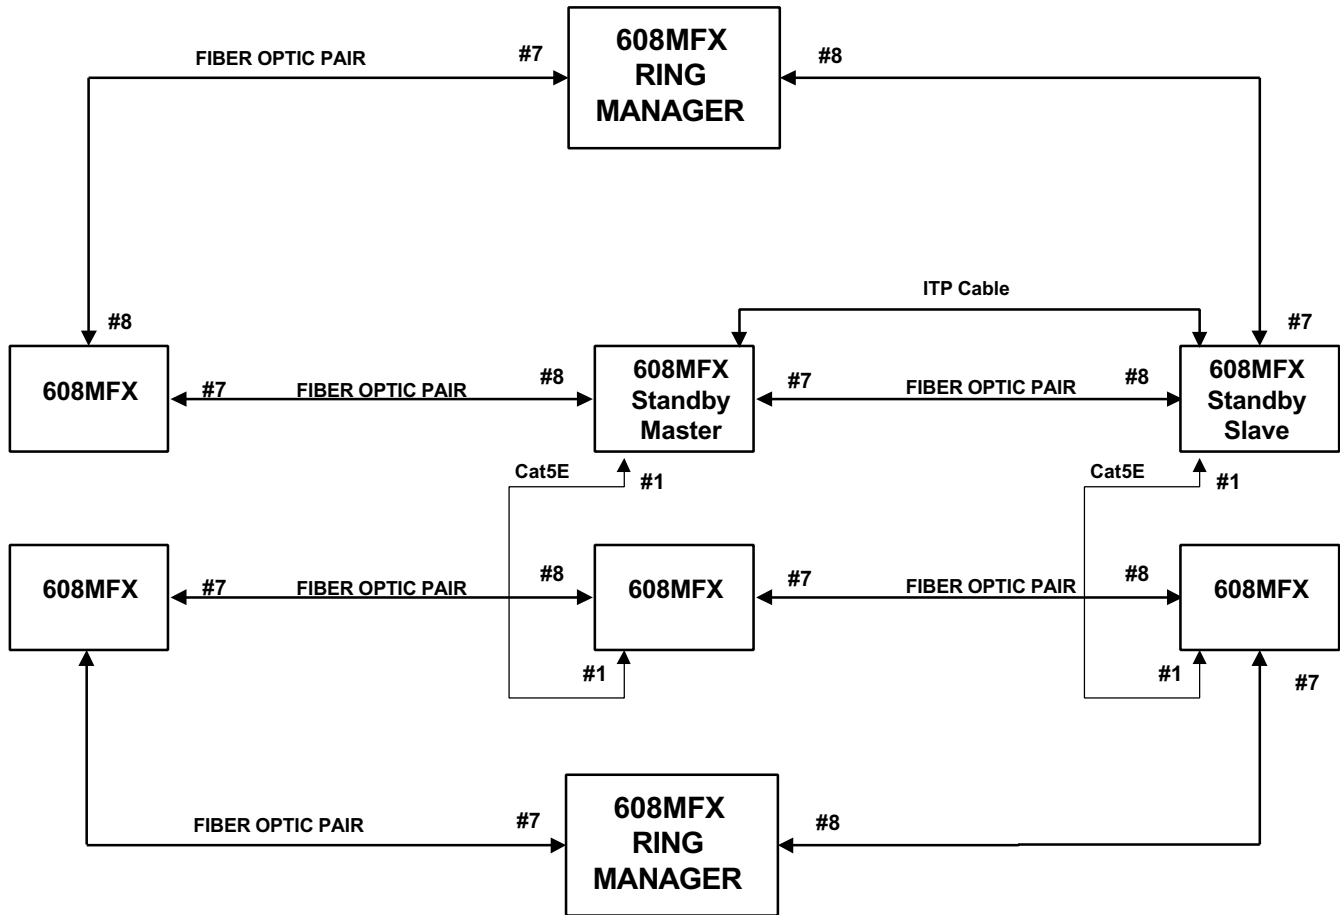 608MFX
RING
MANAGER
FIBER OPTIC PAIR
#7
#8
ITP Cable
#8
#7
608MFX
#7
FIBER OPTIC PAIR
#8
608MFX
Standby
Master
#7
FIBER OPTIC PAIR
#8
608MFX
Standby
Slave
Cat5E
#1
Cat5E
#1
608MFX
#7
FIBER OPTIC PAIR
#8
608MFX
#7
FIBER OPTIC PAIR
#8
608MFX
#1
#1
#7
FIBER OPTIC PAIR
#7
608MFX
RING
MANAGER
#8